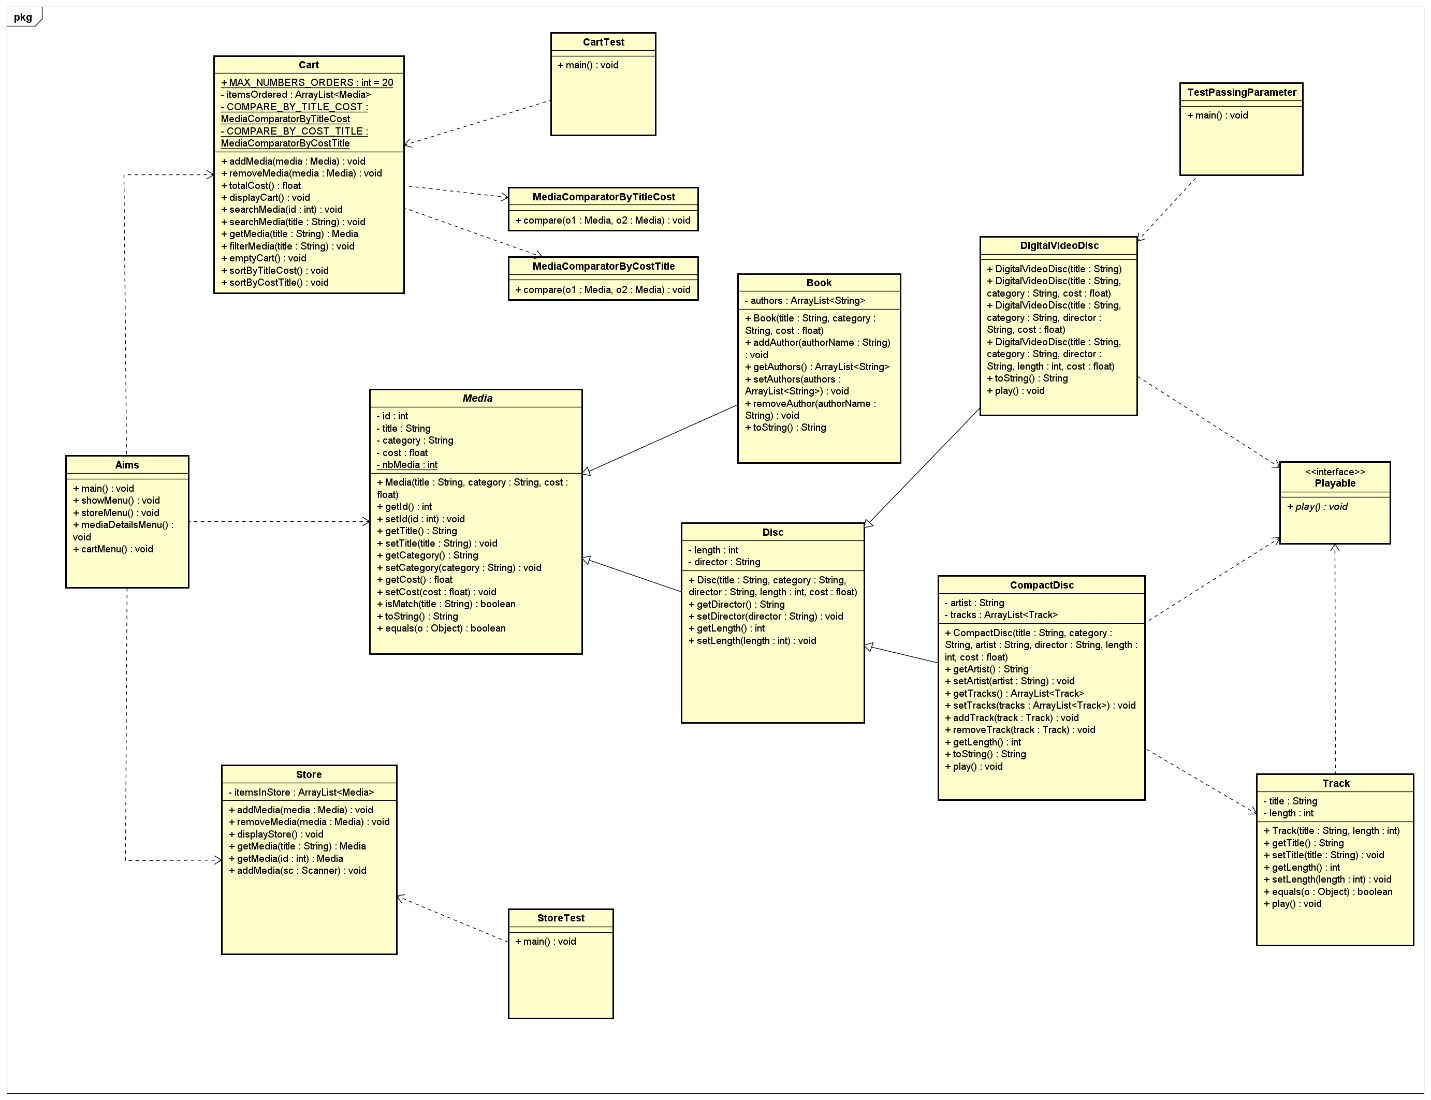 pkg
Cart
+ MAX_NUMBERS_ORDERS : int = 20
- itemsOrdered : ArrayList<Media>
- COMPARE_BY_TITLE_COST :
MediaComparatorByTitleCost
- COMPARE_BY_COST_TITLE :
MediaComparatorByCostTitle
+ addMedia(media : Media) : void
+ removeMedia(media : Media) : void
+ totalCost() : float
+ displayCart() : void
+ searchMedia(id : int) : void
+ searchMedia(title : String) : void
+ getMedia(title : String) : Media
+ filterMedia(title : String) : void
+ emptyCart() : void
+ sortByTitleCost() : void
+ sortByCostTitle() : void
CartTest
+ main() : void
TestPassingParameter
+ main() : void
MediaComparatorByTitleCost
+ compare(o1 : Media, o2 : Media) : void
MediaComparatorByCostTitle
+ compare(o1 : Media, o2 : Media) : void
DigitalVideoDisc
+ DigitalVideoDisc(title : String)
+ DigitalVideoDisc(title : String,
category : String, cost : float)
+ DigitalVideoDisc(title : String,
category : String, director :
String, cost : float)
+ DigitalVideoDisc(title : String,
category : String, director :
String, length : int, cost : float)
+ toString() : String
+ play() : void
Book
- authors : ArrayList<String>
+ Book(title : String, category :
String, cost : float)
+ addAuthor(authorName : String)
: void
+ getAuthors() : ArrayList<String>
+ setAuthors(authors :
ArrayList<String>) : void
+ removeAuthor(authorName :
String) : void
+ toString() : String
Media
- id : int
- title : String
- category : String
- cost : float
- nbMedia : int
+ Media(title : String, category : String, cost :
float)
+ getId() : int
+ setId(id : int) : void
+ getTitle() : String
+ setTitle(title : String) : void
+ getCategory() : String
+ setCategory(category : String) : void
+ getCost() : float
+ setCost(cost : float) : void
+ isMatch(title : String) : boolean
+ toString() : String
+ equals(o : Object) : boolean
Aims
+ main() : void
+ showMenu() : void
+ storeMenu() : void
+ mediaDetailsMenu() :
void
+ cartMenu() : void
<<interface>>
Playable
+ play() : void
Disc
- length : int
- director : String
+ Disc(title : String, category : String,
director : String, length : int, cost : float)
+ getDirector() : String
+ setDirector(director : String) : void
+ getLength() : int
+ setLength(length : int) : void
CompactDisc
- artist : String
- tracks : ArrayList<Track>
+ CompactDisc(title : String, category :
String, artist : String, director : String, length :
int, cost : float)
+ getArtist() : String
+ setArtist(artist : String) : void
+ getTracks() : ArrayList<Track>
+ setTracks(tracks : ArrayList<Track>) : void
+ addTrack(track : Track) : void
+ removeTrack(track : Track) : void
+ getLength() : int
+ toString() : String
+ play() : void
Store
- itemsInStore : ArrayList<Media>
+ addMedia(media : Media) : void
+ removeMedia(media : Media) : void
+ displayStore() : void
+ getMedia(title : String) : Media
+ getMedia(id : int) : Media
+ addMedia(sc : Scanner) : void
Track
- title : String
- length : int
+ Track(title : String, length : int)
+ getTitle() : String
+ setTitle(title : String) : void
+ getLength() : int
+ setLength(length : int) : void
+ equals(o : Object) : boolean
+ play() : void
StoreTest
+ main() : void